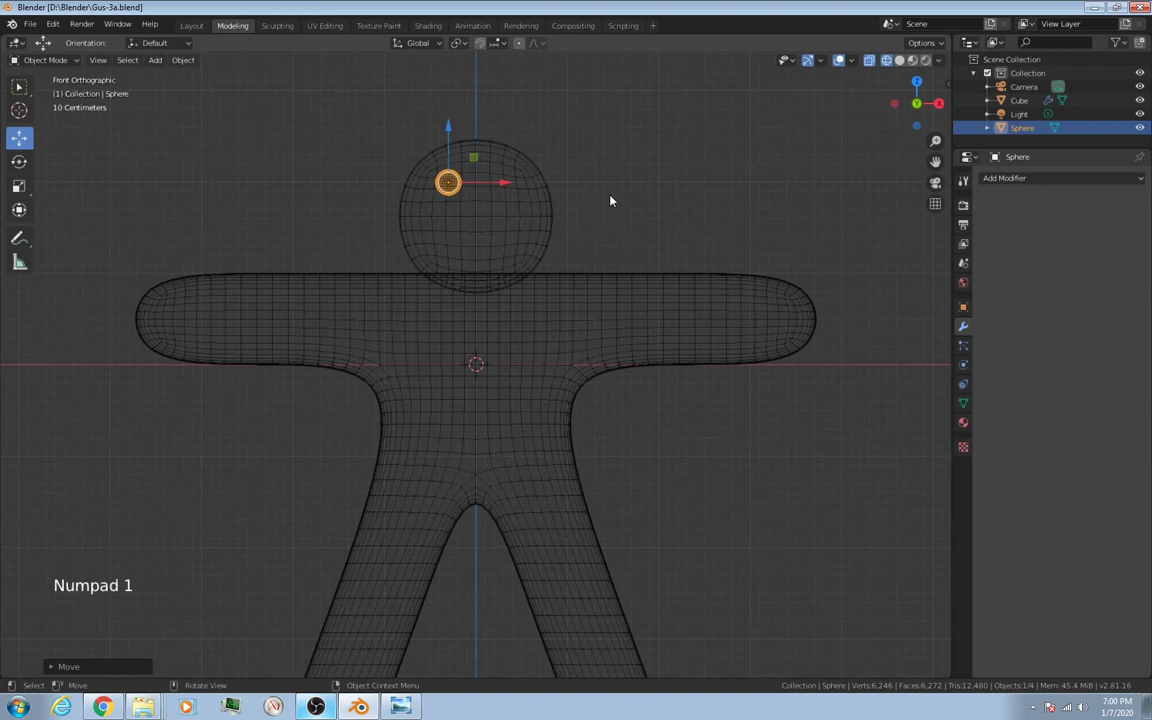 Blender [D:\Blender\Gus-3a.blend]
File Edit Render Window Help
Layout Modeling Sculpting UV Editing Texture Paint Shading Animation Rendering Compositing Scripting +
Scene View Layer
Orientation: Default Global Options
Object Mode View Select Add Object
Front Orthographic
(1) Collection | Sphere
10 Centimeters
Z
X
Y
Scene Collection
Collection
Camera
Cube
Light
Sphere
Sphere
Add Modifier
Numpad 1
Move
Select Move Rotate View Object Context Menu
Collection | Sphere | Verts:6,246 | Faces:6,272 | Tris:12,480 | Objects:1/4 | Mem: 45.4 MiB | v2.81.16
7:00 PM
1/7/2020